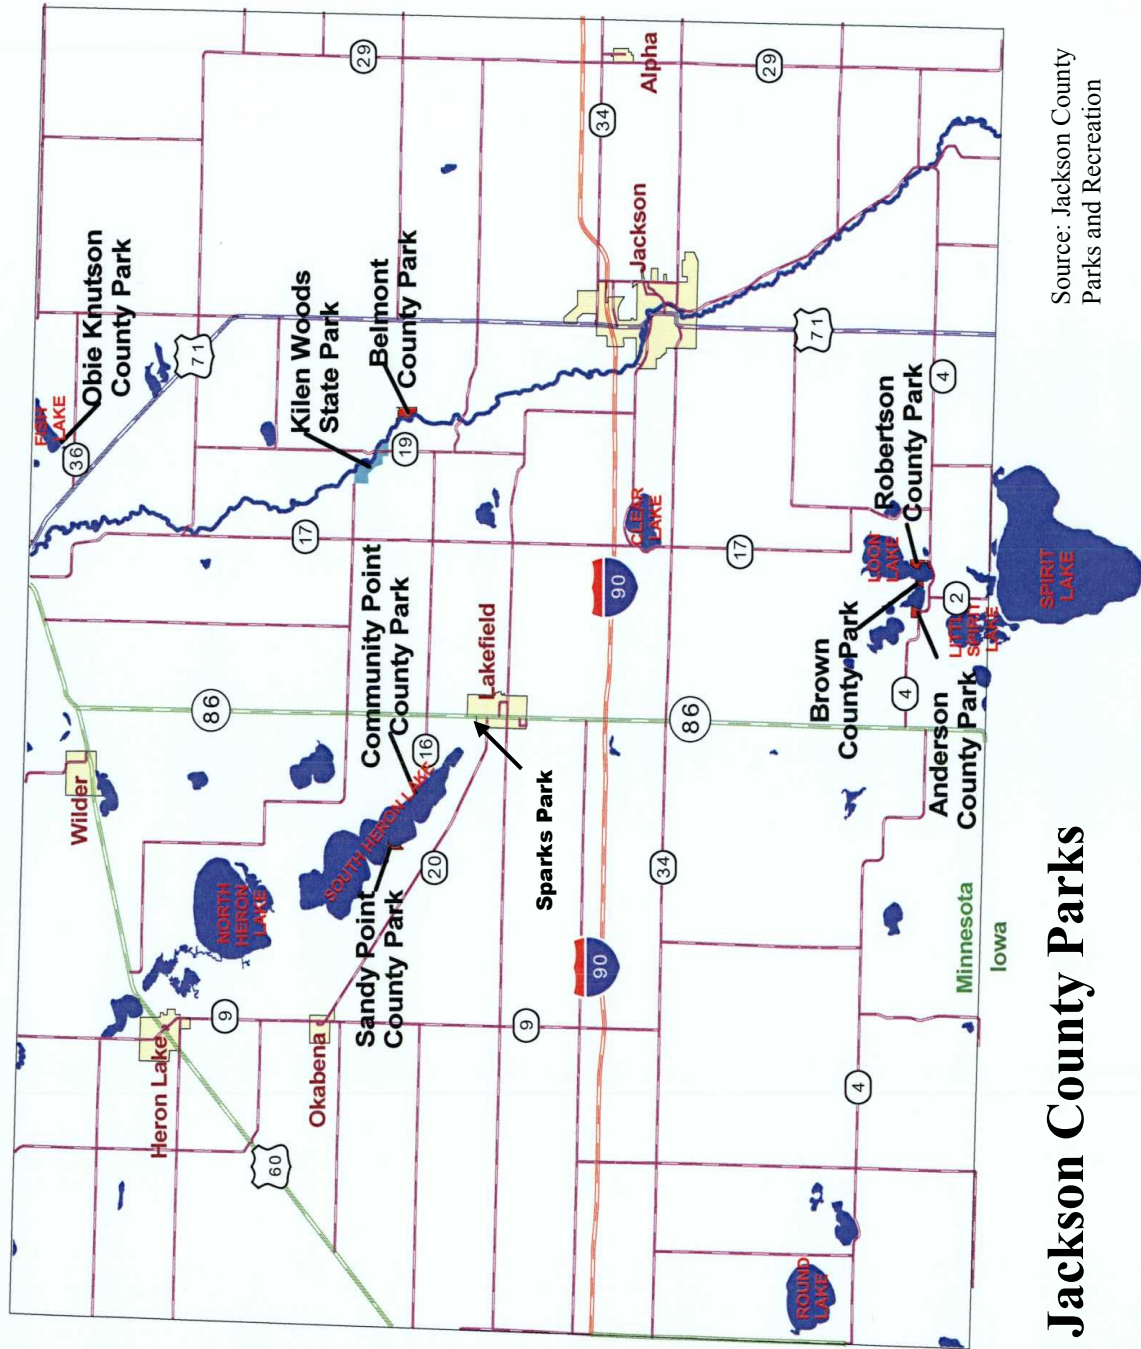 Jackson County Parks
Source: Jackson County
Parks and Recreation
FISH
LAKE
Obie Knutson
County Park
36
71
29
Kilen Woods
State Park
Belmont
County Park
19
17
Wilder
86
Heron Lake
NORTH
HERON
LAKE
9
60
Okabena
SOUTH HERON LAKE
Community Point
County Park
16
Sandy Point
County Park
20
Lakefield
Sparks Park
9
90
90
CLEAR
LAKE
34
34
Jackson
Alpha
29
71
17
86
4
ROUND
LAKE
Minnesota
Iowa
Brown
County Park
Anderson
County Park
4
LOON
LAKE
Robertson
County Park
4
2
LITTLE
SPIRIT
LAKE
SPIRIT
LAKE